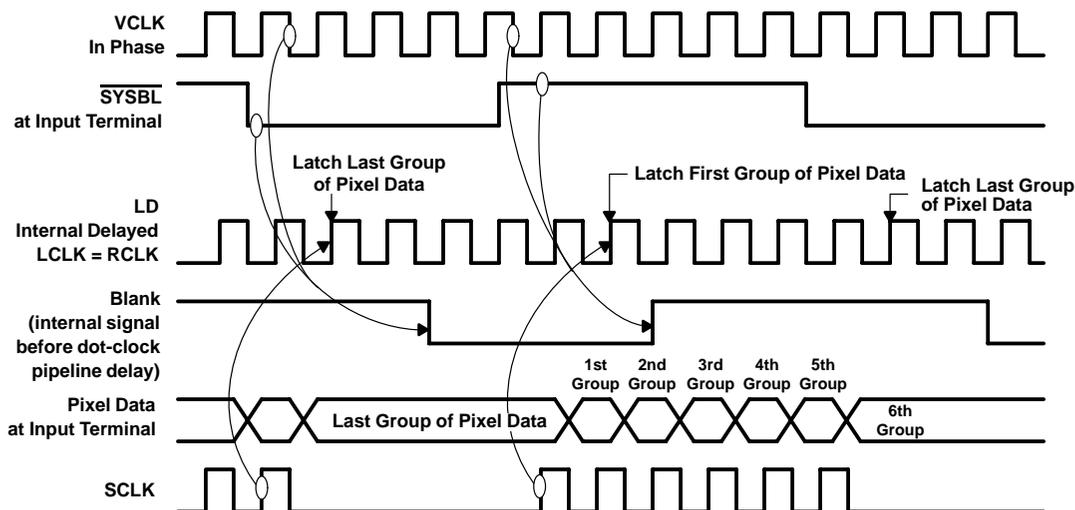 VCLK
In Phase
SYSBL
at Input Terminal
Latch Last Group
of Pixel Data
Latch First Group of Pixel Data
Latch Last Group
of Pixel Data
LD
Internal Delayed
LCLK = RCLK
Blank
(internal signal
before dot-clock
pipeline delay)
1st
Group
2nd
Group
3rd
Group
4th
Group
5th
Group
Pixel Data
at Input Terminal
Last Group of Pixel Data
6th
Group
SCLK